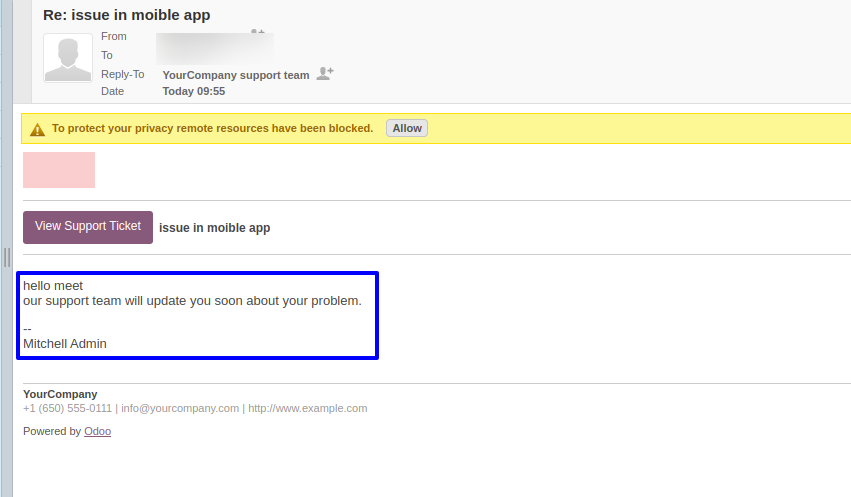 Re: issue in moible app
From
To
Reply-To YourCompany support team
Date Today 09:55
To protect your privacy remote resources have been blocked. Allow
View Support Ticket issue in moible app
hello meet
our support team will update you soon about your problem.
--
Mitchell Admin
YourCompany
+1 (650) 555-0111 | info@yourcompany.com | http://www.example.com
Powered by Odoo